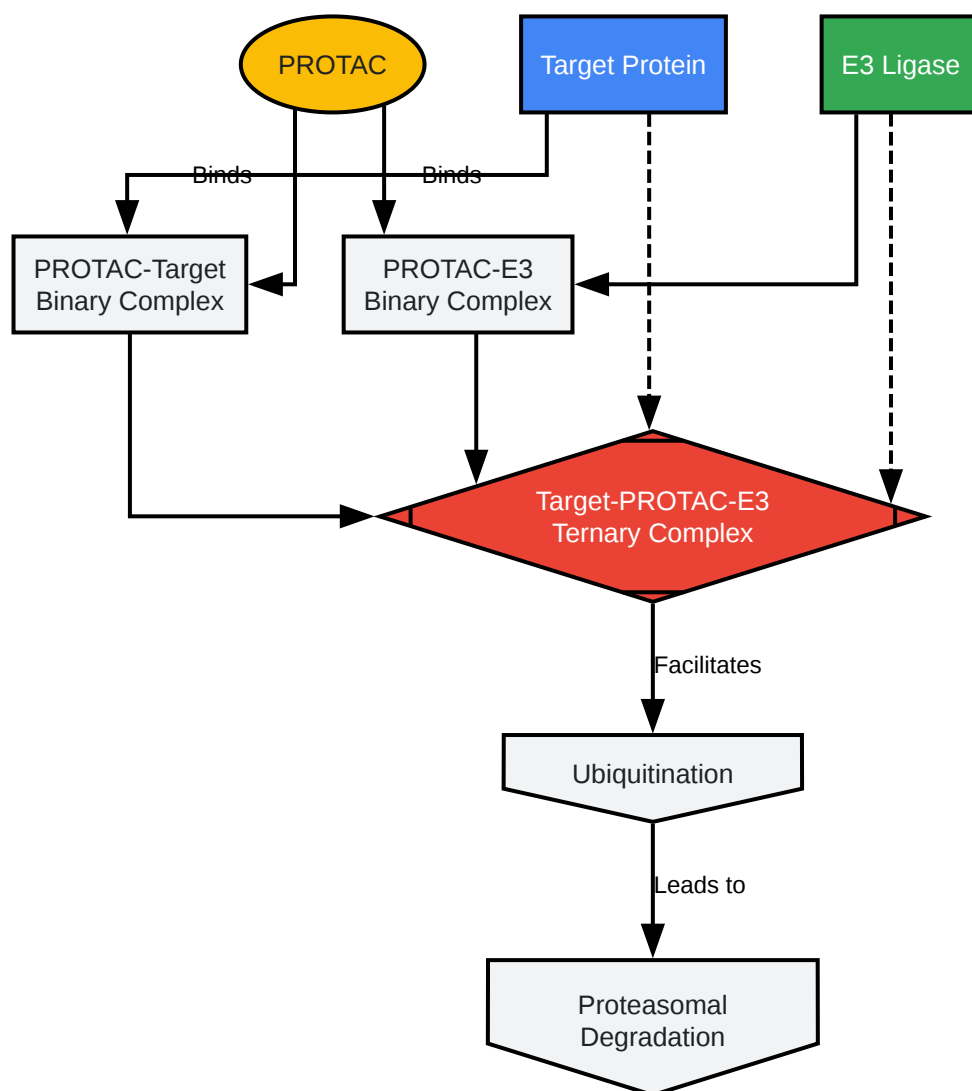 PROTAC
Target Protein
E3 Ligase
Binds
Binds
PROTAC-Target
Binary Complex
PROTAC-E3
Binary Complex
Target-PROTAC-E3
Ternary Complex
Facilitates
Ubiquitination
Leads to
Proteasomal
Degradation